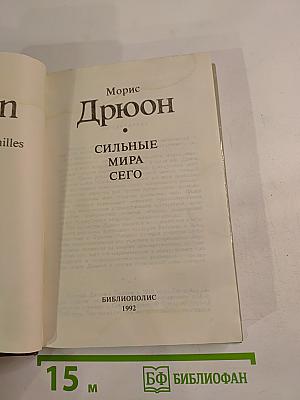 n
illes
Морис
Дрюон
•
СИЛЬНЫЕ
МИРА
СЕГО
БИБЛИОПОЛИС
1992
15 м
БФ БИБЛИОФАН